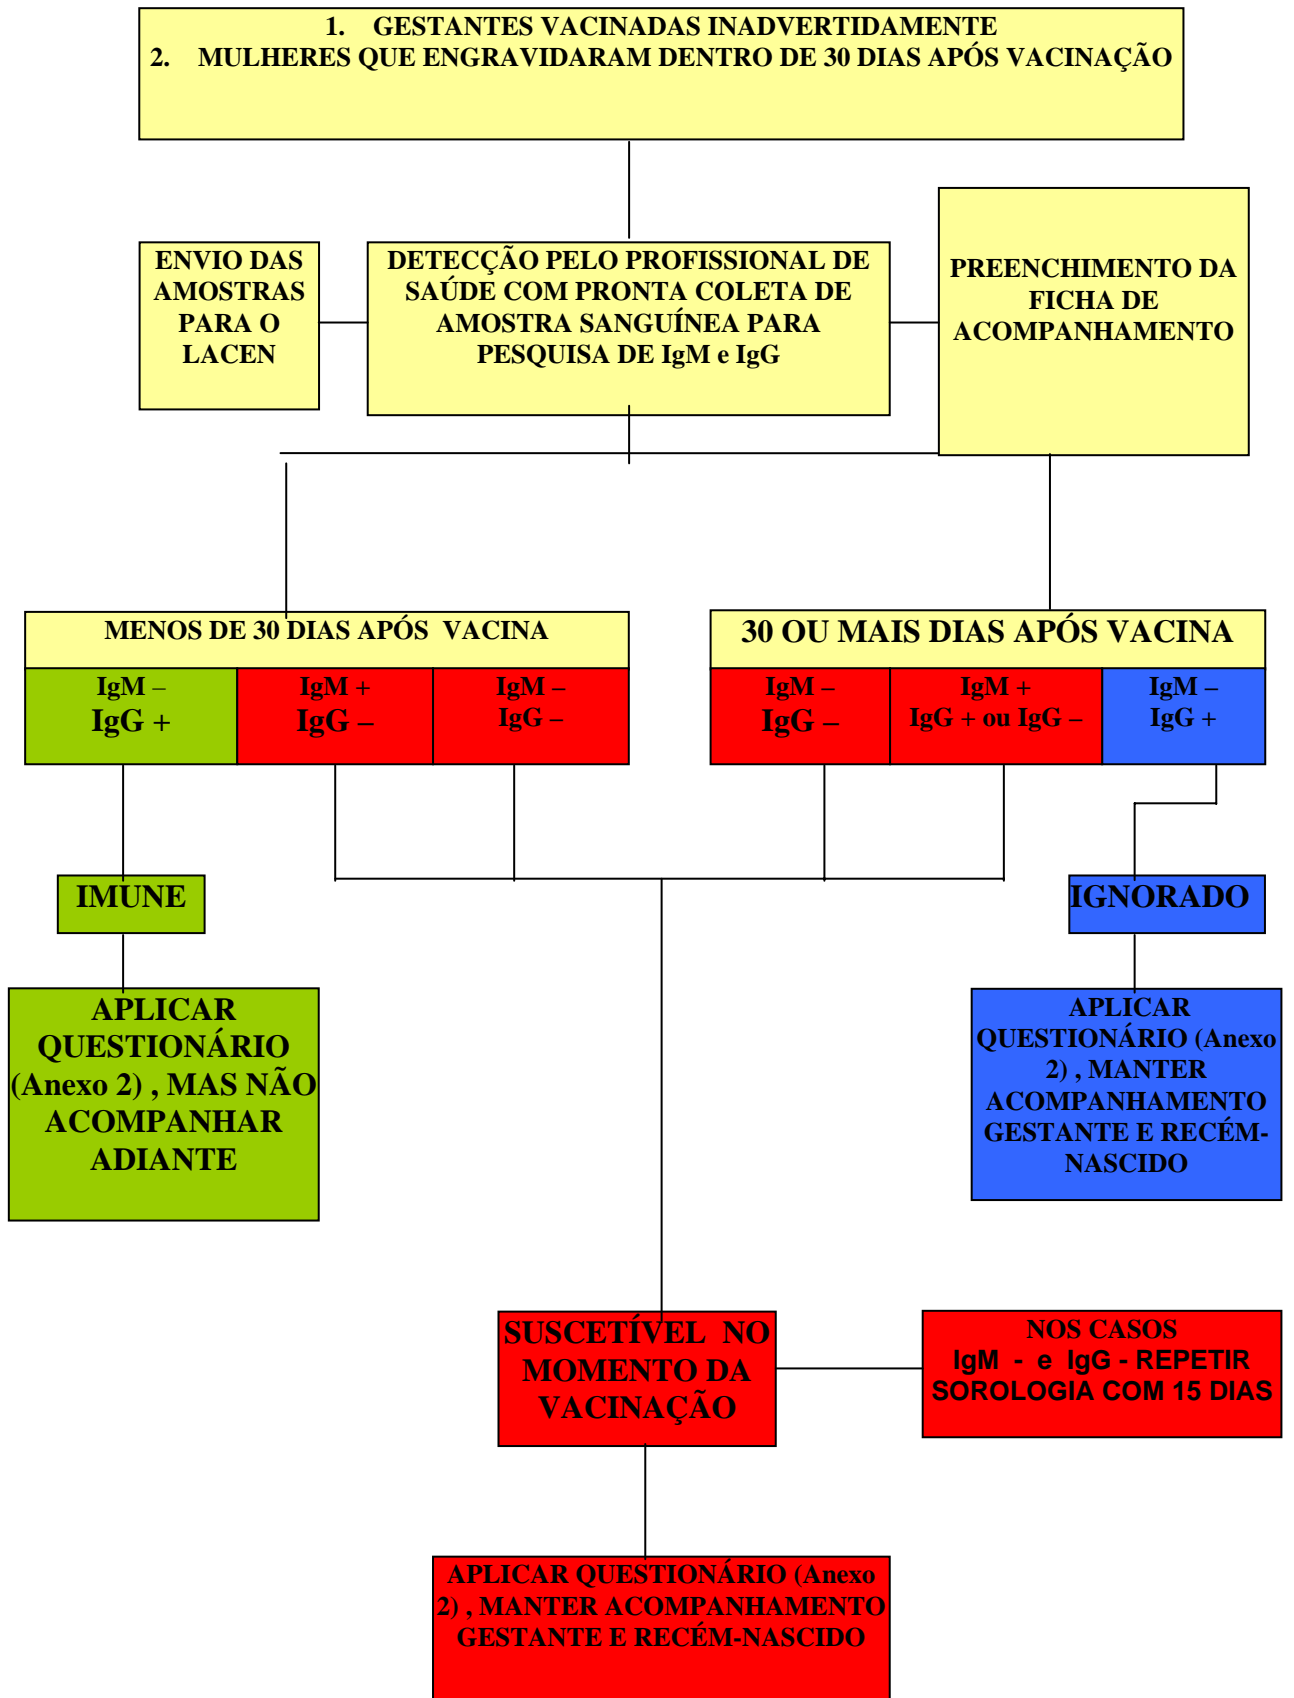 1. GESTANTES VACINADAS INADVERTIDAMENTE
2. MULHERES QUE ENGRAVIDARAM DENTRO DE 30 DIAS APÓS VACINAÇÃO
ENVIO DAS
AMOSTRAS
PARA O
LACEN
DETECÇÃO PELO PROFISSIONAL DE
SAÚDE COM PRONTA COLETA DE
AMOSTRA SANGUÍNEA PARA
PESQUISA DE IgM e IgG
PREENCHIMENTO DA
FICHA DE
ACOMPANHAMENTO
MENOS DE 30 DIAS APÓS VACINA
IgM –
IgG +
IgM +
IgG –
IgM –
IgG –
30 OU MAIS DIAS APÓS VACINA
IgM –
IgG –
IgM +
IgG + ou IgG –
IgM –
IgG +
IMUNE
IGNORADO
APLICAR
QUESTIONÁRIO
(Anexo 2) , MAS NÃO
ACOMPANHAR
ADIANTE
APLICAR
QUESTIONÁRIO (Anexo
2) , MANTER
ACOMPANHAMENTO
GESTANTE E RECÉM-
NASCIDO
SUSCETÍVEL NO
MOMENTO DA
VACINAÇÃO
NOS CASOS
IgM - e IgG - REPETIR
SOROLOGIA COM 15 DIAS
APLICAR QUESTIONÁRIO (Anexo
2) , MANTER ACOMPANHAMENTO
GESTANTE E RECÉM-NASCIDO